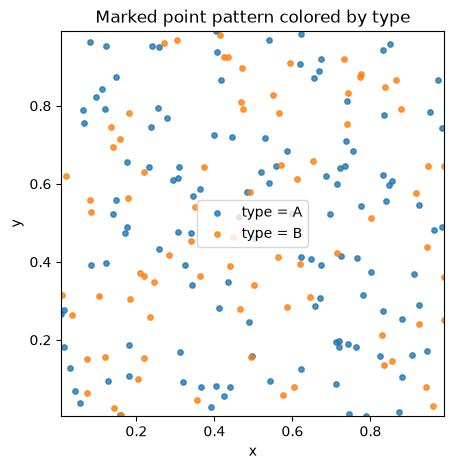 Marked point pattern colored by type
0.8
0.6
0.4
0.2
y
type = A
type = B
0.2 0.4 0.6 0.8
x